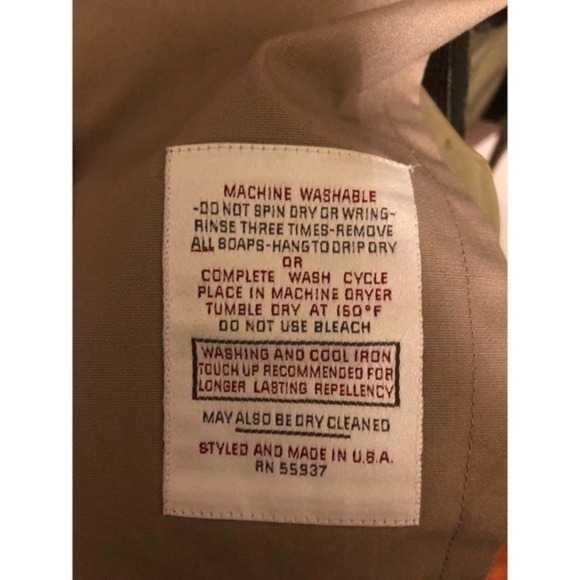 MACHINE WASHABLE
-DO NOT SPIN DRY OR WRING-
RINSE THREE TIMES-REMOVE
ALL SOAPS-HANG TO DRIP DRY
OR
COMPLETE WASH CYCLE
PLACE IN MACHINE DRYER
TUMBLE DRY AT 150°F
DO NOT USE BLEACH
WASHING AND COOL IRON
TOUCH UP RECOMMENDED FOR
LONGER LASTING REPELLENCY
MAY ALSO BE DRY CLEANED
STYLED AND MADE IN U.S.A.
RN 55937